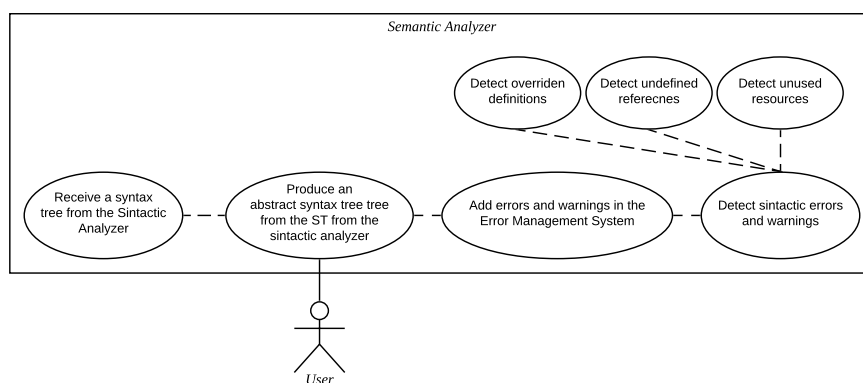 Semantic Analyzer
Detect overriden
definitions
Detect undefined
referecnes
Detect unused
resources
Receive a syntax
tree from the Sintactic
Analyzer
Produce an
abstract syntax tree tree
from the ST from the
sintactic analyzer
Add errors and warnings in the
Error Management System
Detect sintactic errors
and warnings
User